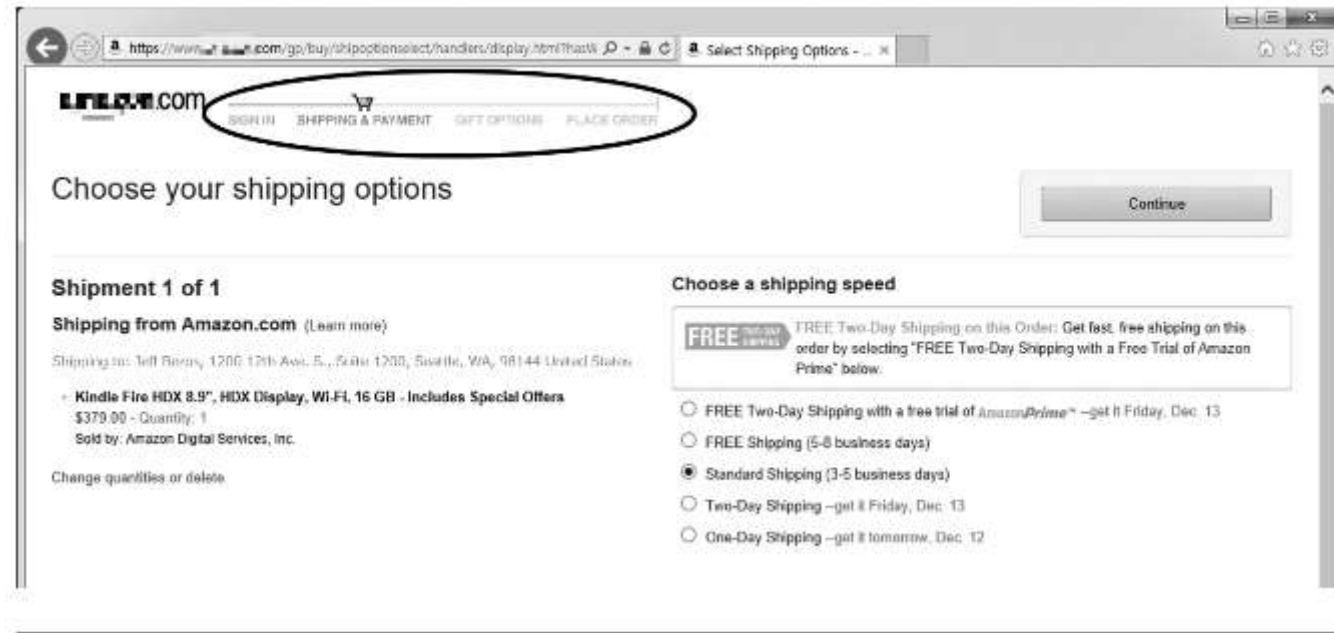 https://www. .com/gp/buy/shipoptionselect/handlers/display.html?hasW
Select Shipping Options - ...
.com
SIGN IN SHIPPING & PAYMENT GIFT OPTIONS PLACE ORDER
Choose your shipping options
Continue
Shipment 1 of 1
Shipping from Amazon.com (Learn more)
Shipping to: Jeff Bezos, 1200 12th Ave. S., Suite 1200, Seattle, WA, 98144 United States
Kindle Fire HDX 8.9", HDX Display, Wi-Fi, 16 GB - Includes Special Offers
$379.00 - Quantity: 1
Sold by: Amazon Digital Services, Inc.
Change quantities or delete
Choose a shipping speed
FREE TWO-DAY SHIPPING
FREE Two-Day Shipping on this Order: Get fast, free shipping on this
order by selecting "FREE Two-Day Shipping with a Free Trial of Amazon
Prime" below.
FREE Two-Day Shipping with a free trial of AmazonPrime™ --get it Friday, Dec. 13
FREE Shipping (5-8 business days)
Standard Shipping (3-5 business days)
Two-Day Shipping --get it Friday, Dec. 13
One-Day Shipping --get it tomorrow, Dec. 12